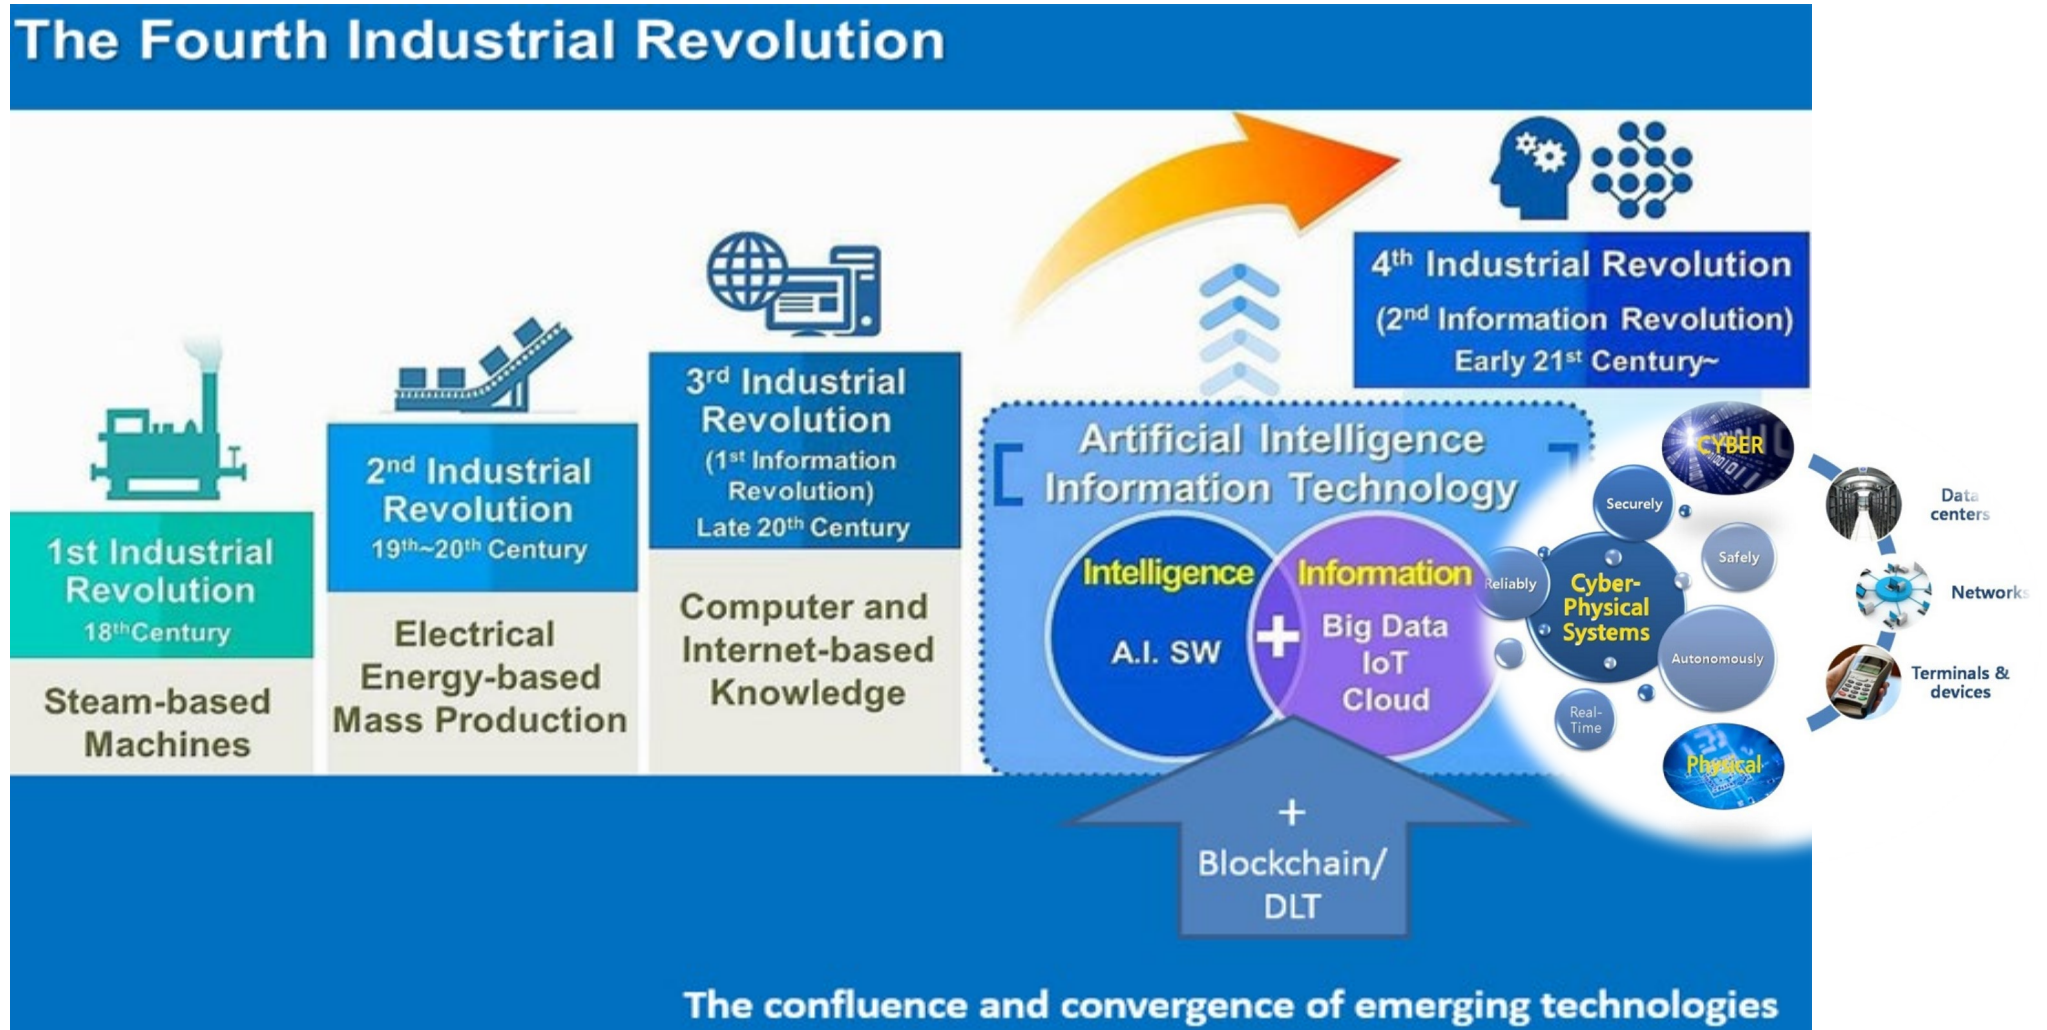 The Fourth Industrial Revolution
1st Industrial
Revolution
18thCentury
Steam-based
Machines
2nd Industrial
Revolution
19th~20th Century
Electrical
Energy-based
Mass Production
3rd Industrial
Revolution
(1st Information
Revolution)
Late 20th Century
Computer and
Internet-based
Knowledge
4th Industrial Revolution
(2nd Information Revolution)
Early 21st Century~
Artificial Intelligence
Information Technology
Intelligence
A.I. SW
+
Information
Big Data
IoT
Cloud
+
Blockchain/
DLT
CYBER
Securely
Safely
Reliably
Cyber-
Physical
Systems
Autonomously
Real-
Time
Physical
Data
centers
Networks
Terminals &
devices
The confluence and convergence of emerging technologies